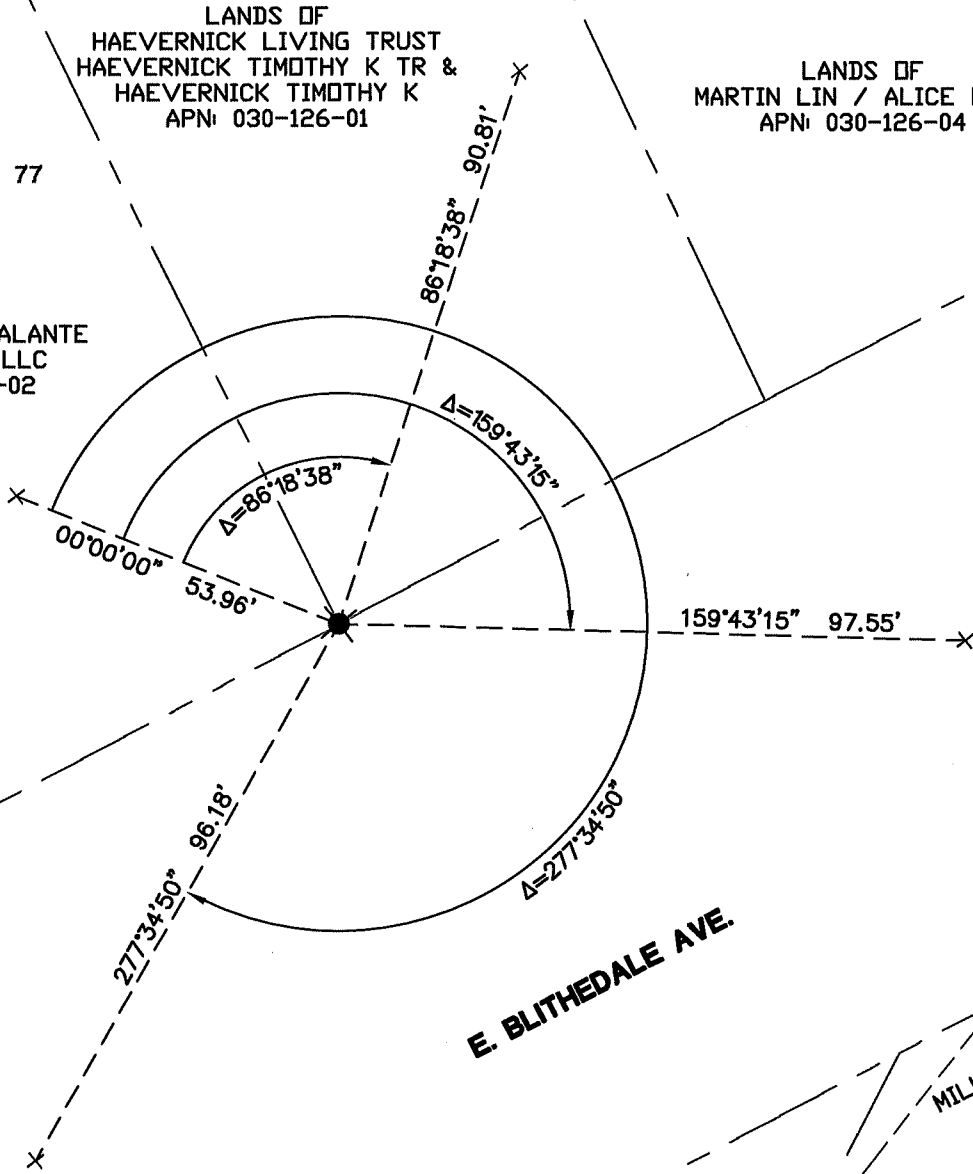 LANDS OF
HAEVERNICK LIVING TRUST
HAEVERNICK TIMOTHY K TR &
HAEVERNICK TIMOTHY K
APN: 030-126-01
LANDS OF
MARTIN LIN / ALICE
APN: 030-126-04
77
ALANTE
LLC
-02
86°18'38" 90.81'
Δ=159°43'15"
Δ=86°18'38"
00°00'00" 53.96'
159°43'15" 97.55'
277°34'50" 96.18'
Δ=277°34'50"
E. BLITHEDALE AVE.